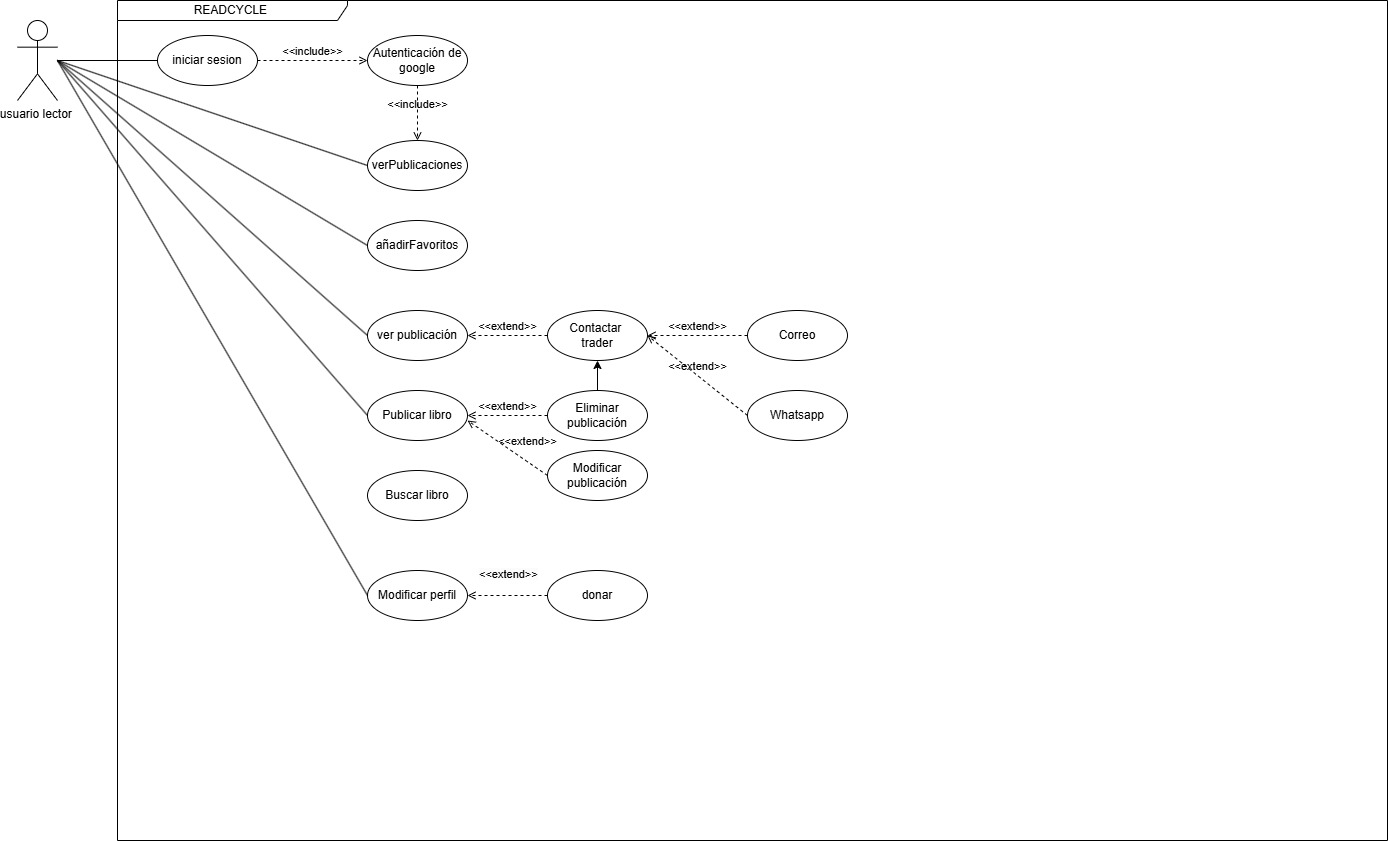 READCYCLE
usuario lector
iniciar sesion
<<include>>
Autenticación de
google
<<include>>
verPublicaciones
añadirFavoritos
ver publicación
<<extend>>
Contactar
trader
<<extend>>
Correo
<<extend>>
Whatsapp
Publicar libro
<<extend>>
Eliminar
publicación
<<extend>>
Modificar
publicación
Buscar libro
Modificar perfil
<<extend>>
donar